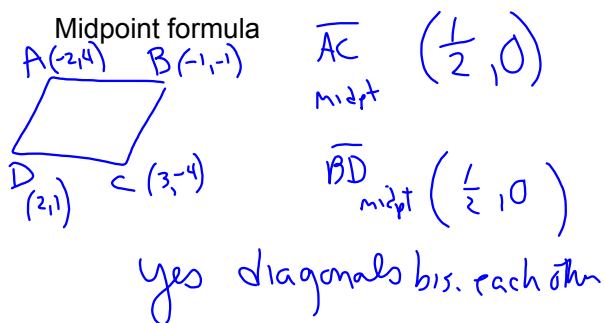 Midpoint formula
A(-2,4) B(-1,-1)
D (2,1) C (3,-4)
AC midpt (1/2, 0)
BD midpt (1/2, 0)
yes diagonals bis. each other